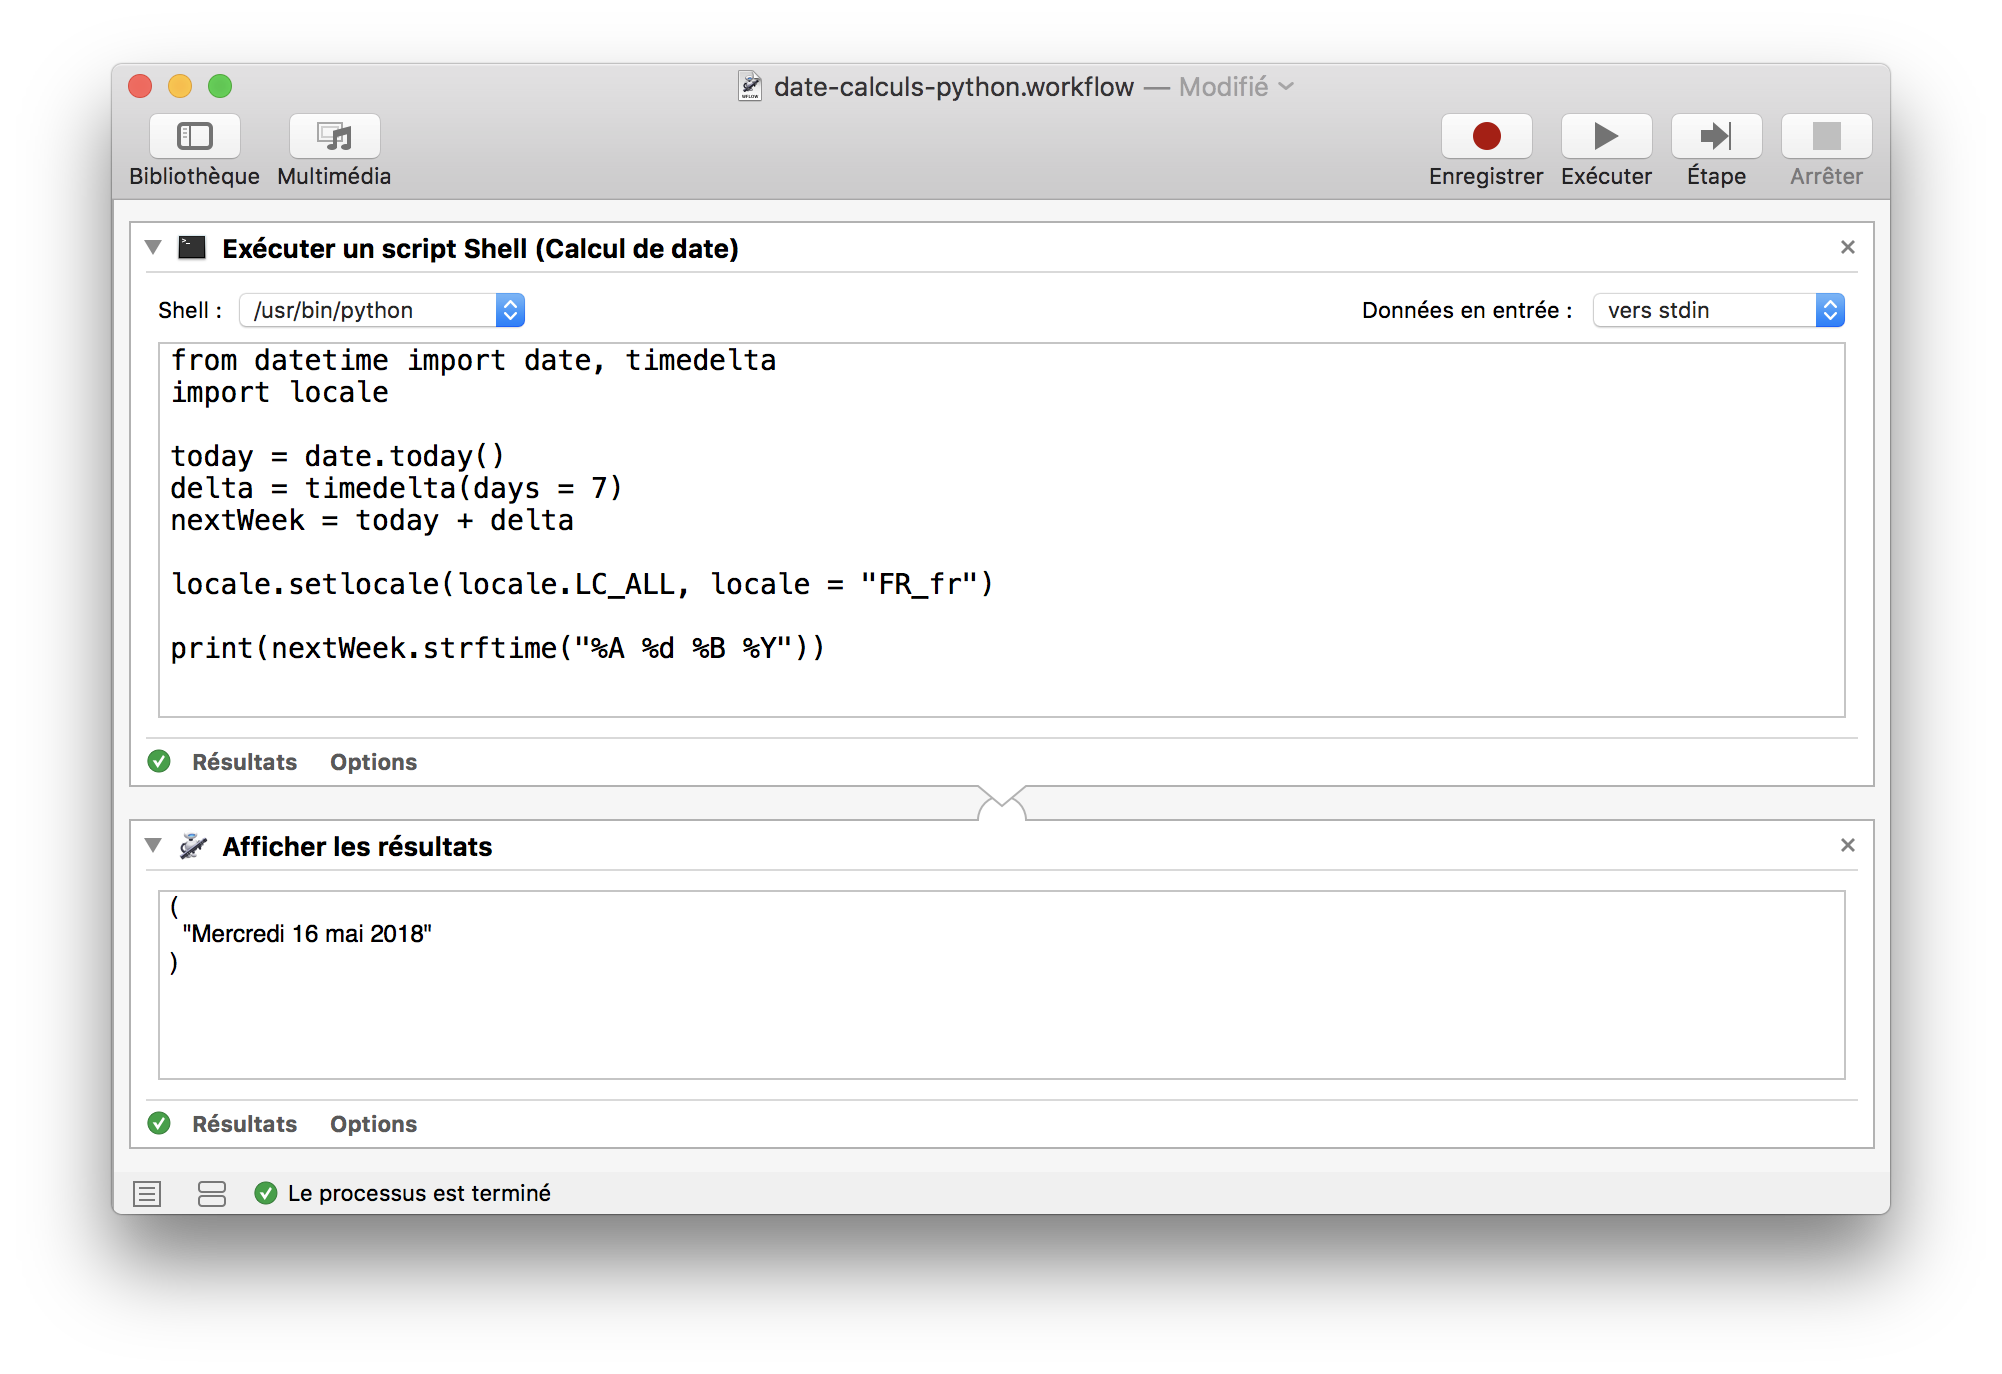 date-calculs-python.workflow — Modifié
Bibliothèque Multimédia Enregistrer Exécuter Étape Arrêter
Exécuter un script Shell (Calcul de date)
Shell : /usr/bin/python Données en entrée : vers stdin
from datetime import date, timedelta
import locale
today = date.today()
delta = timedelta(days = 7)
nextWeek = today + delta
locale.setlocale(locale.LC_ALL, locale = "FR_fr")
print(nextWeek.strftime("%A %d %B %Y"))
Résultats Options
Afficher les résultats
(
"Mercredi 16 mai 2018"
)
Résultats Options
Le processus est terminé